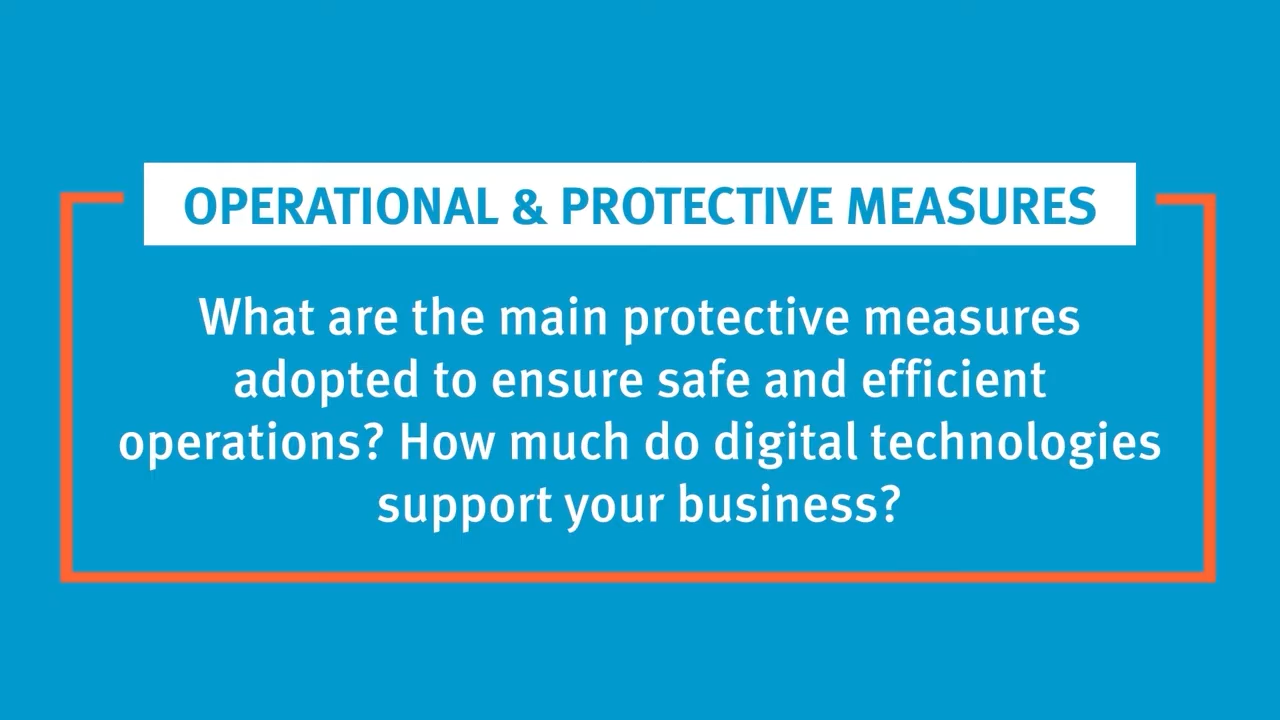 OPERATIONAL & PROTECTIVE MEASURES
What are the main protective measures
adopted to ensure safe and efficient
operations? How much do digital technologies
support your business?